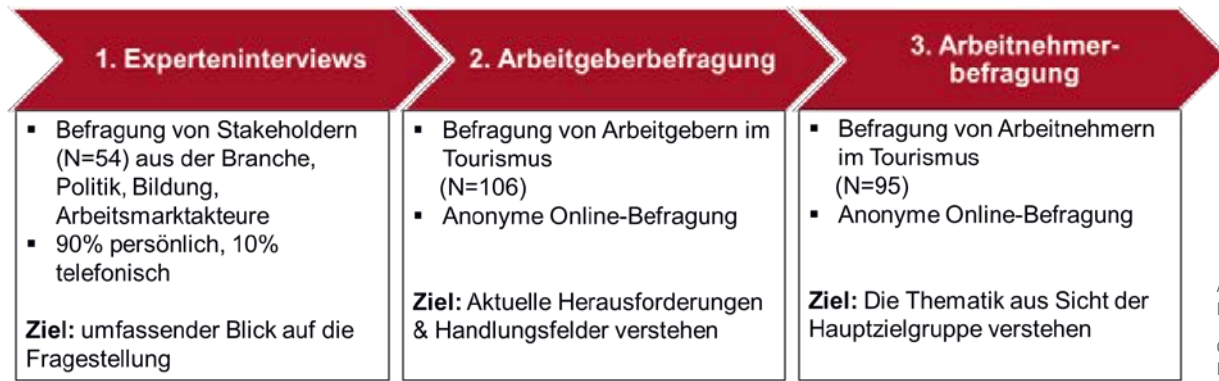 1. Experteninterviews
▪ Befragung von Stakeholdern
(N=54) aus der Branche,
Politik, Bildung,
Arbeitsmarktakteure
▪ 90% persönlich, 10%
telefonisch
Ziel: umfassender Blick auf die
Fragestellung
2. Arbeitgeberbefragung
▪ Befragung von Arbeitgebern im
Tourismus
(N=106)
▪ Anonyme Online-Befragung
Ziel: Aktuelle Herausforderungen
& Handlungsfelder verstehen
3. Arbeitnehmer-
befragung
▪ Befragung von Arbeitnehmern
im Tourismus
(N=95)
▪ Anonyme Online-Befragung
Ziel: Die Thematik aus Sicht der
Hauptzielgruppe verstehen